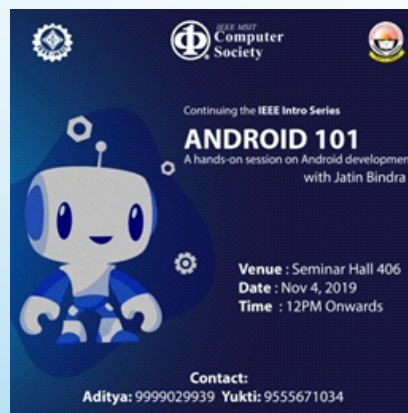 IEEE MSIT
Computer
Society
Continuing the IEEE Intro Series
ANDROID 101
A hands-on session on Android development
with Jatin Bindra
Venue : Seminar Hall 406
Date : Nov 4, 2019
Time : 12PM Onwards
Contact:
Aditya: 9999029939 Yukti: 9555671034